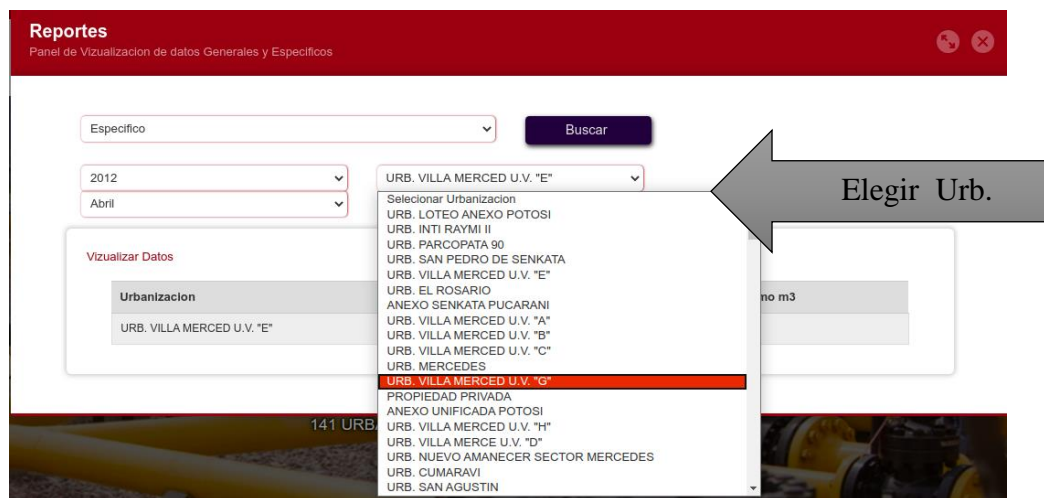 Reportes
Panel de Vizualizacion de datos Generales y Especificos
Especifico
Buscar
2012
URB. VILLA MERCED U.V. "E"
Abril
Elegir Urb.
Selecionar Urbanizacion
URB. LOTEO ANEXO POTOSI
URB. INTI RAYMI II
URB. PARCOPATA 90
URB. SAN PEDRO DE SENKATA
URB. VILLA MERCED U.V. "E"
URB. EL ROSARIO
ANEXO SENKATA PUCARANI
URB. VILLA MERCED U.V. "A"
URB. VILLA MERCED U.V. "B"
URB. VILLA MERCED U.V. "C"
URB. MERCEDES
URB. VILLA MERCED U.V. "G"
PROPIEDAD PRIVADA
ANEXO UNIFICADA POTOSI
URB. VILLA MERCED U.V. "H"
URB. VILLA MERCE U.V. "D"
URB. NUEVO AMANECER SECTOR MERCEDES
URB. CUMARAVI
URB. SAN AGUSTIN
Vizualizar Datos
Urbanizacion
mo m3
URB. VILLA MERCED U.V. "E"
141 URB